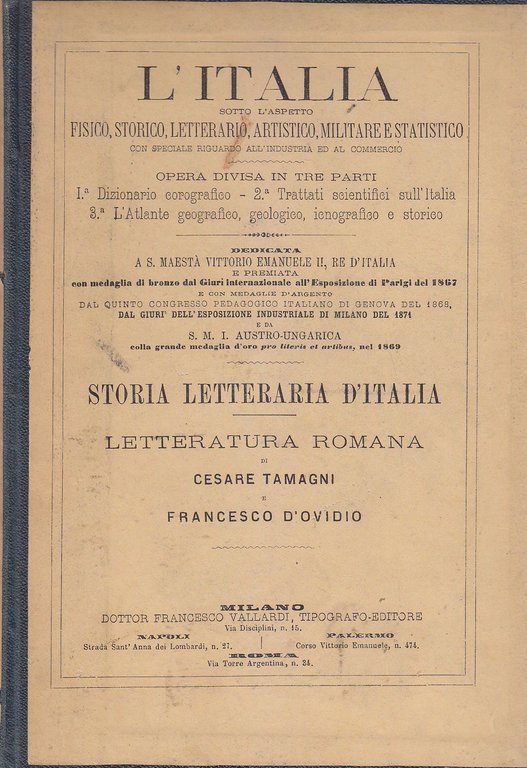 L'ITALIA
SOTTO L'ASPETTO
FISICO, STORICO, LETTERARIO, ARTISTICO, MILITARE E STATISTICO
CON SPECIALE RIGUARDO ALL'INDUSTRIA ED AL COMMERCIO
OPERA DIVISA IN TRE PARTI
1.ª Dizionario corografico - 2.ª Trattati scientifici sull'Italia
3.ª L'Atlante geografico, geologico, icnografico e storico
DEDICATA
A S. MAESTÀ VITTORIO EMANUELE II, RE D'ITALIA
E PREMIATA
con medaglia di bronzo dal Giurì internazionale all'Esposizione di Parigi del 1867
E CON MEDAGLIE D'ARGENTO
DAL QUINTO CONGRESSO PEDAGOGICO ITALIANO DI GENOVA DEL 1868,
DAL GIURI' DELL'ESPOSIZIONE INDUSTRIALE DI MILANO DEL 1871
E DA
S. M. I. AUSTRO-UNGARICA
colla grande medaglia d'oro pro literis et artibus, nel 1869
STORIA LETTERARIA D'ITALIA
LETTERATURA ROMANA
DI
CESARE TAMAGNI
E
FRANCESCO D'OVIDIO
MILANO
DOTTOR FRANCESCO VALLARDI, TIPOGRAFO-EDITORE
Via Disciplini, n. 15.
NAPOLI
Strada Sant' Anna dei Lombardi, n. 27.
PALERMO
Corso Vittorio Emanuele, n. 474.
ROMA
Via Torre Argentina, n. 34.